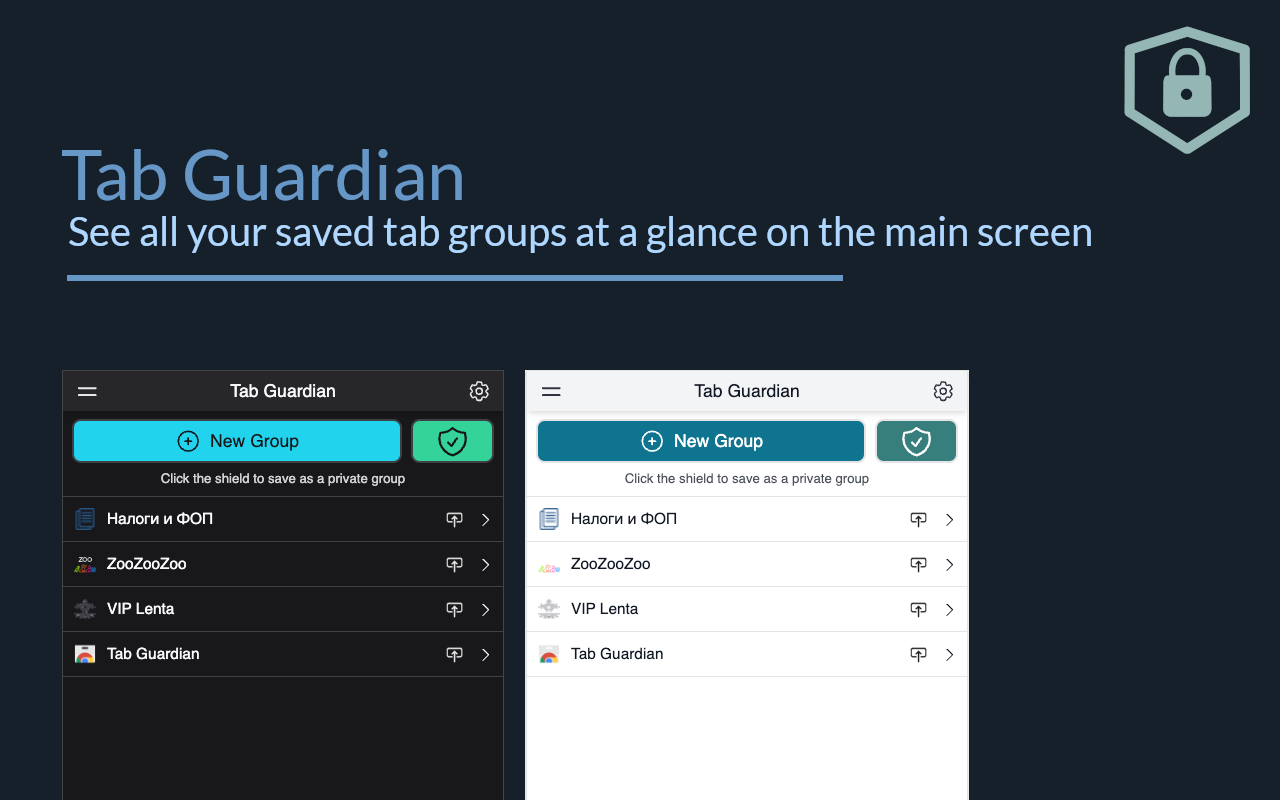 Tab Guardian
See all your saved tab groups at a glance on the main screen
Tab Guardian
New Group
Click the shield to save as a private group
Налоги и ФОП
ZOO
ZooZooZoo
VIP Lenta
Tab Guardian
Tab Guardian
New Group
Click the shield to save as a private group
Налоги и ФОП
ZooZooZoo
VIP Lenta
Tab Guardian